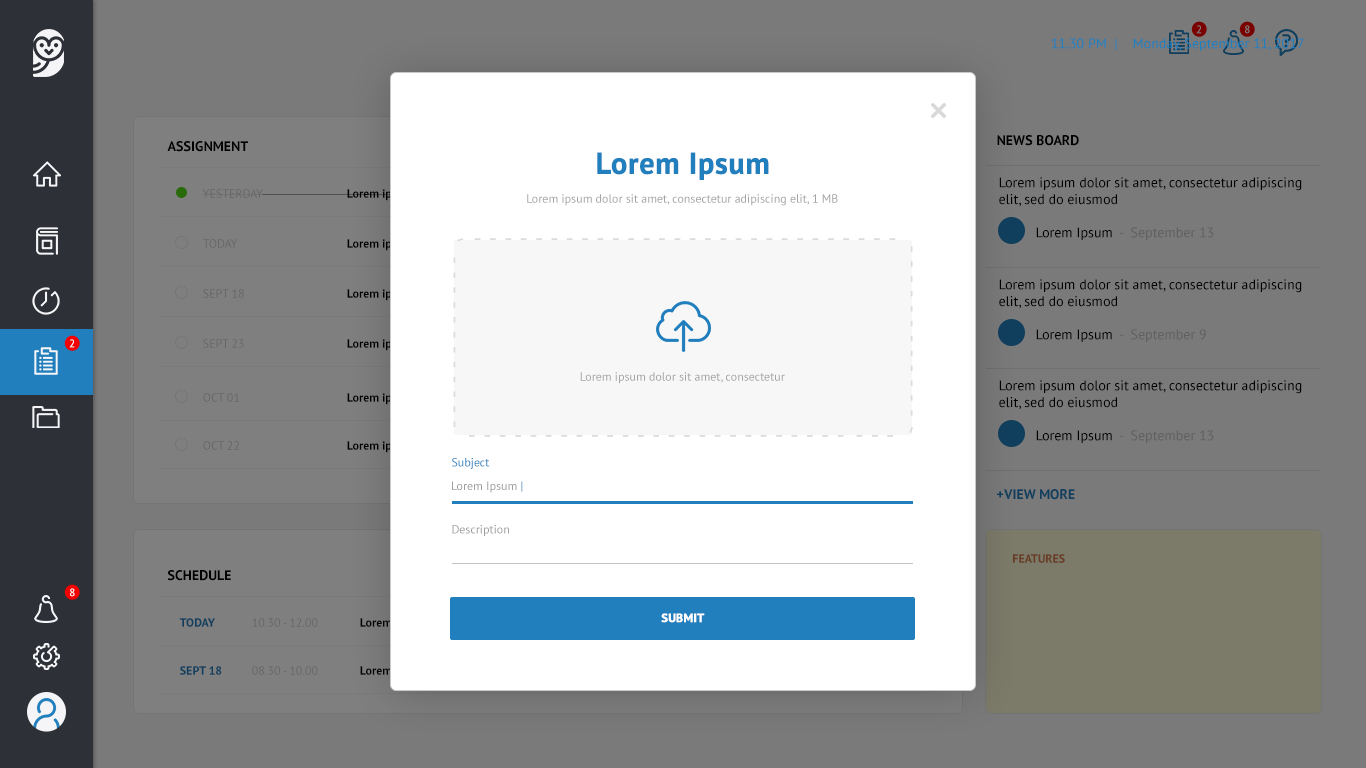 2
8
11.30 PM | Monday, September 11, 2017
ASSIGNMENT
YESTERDAY Lorem ip
TODAY Lorem ip
SEPT 18 Lorem ip
SEPT 23 Lorem ip
OCT 01 Lorem ip
OCT 22 Lorem ip
2
8
SCHEDULE
TODAY 10.30 - 12.00 Lorem
SEPT 18 08.30 - 10.00 Lorem
Lorem Ipsum
Lorem ipsum dolor sit amet, consectetur adipiscing elit, 1 MB
Lorem ipsum dolor sit amet, consectetur
Subject
Lorem Ipsum |
Description
SUBMIT
NEWS BOARD
Lorem ipsum dolor sit amet, consectetur adipiscing
elit, sed do eiusmod
Lorem Ipsum - September 13
Lorem ipsum dolor sit amet, consectetur adipiscing
elit, sed do eiusmod
Lorem Ipsum - September 9
Lorem ipsum dolor sit amet, consectetur adipiscing
elit, sed do eiusmod
Lorem Ipsum - September 13
+VIEW MORE
FEATURES